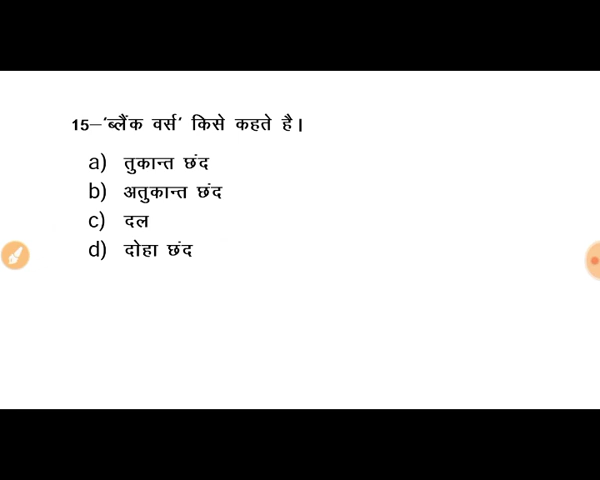 15–'ब्लैंक वर्स' किसे कहते है।
a) तुकान्त छंद
b) अतुकान्त छंद
c) दल
d) दोहा छंद